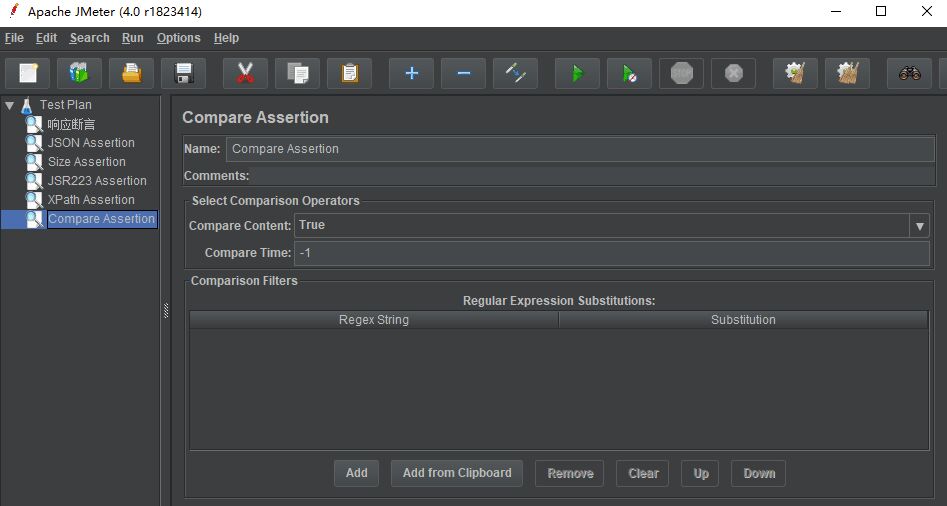 Apache JMeter (4.0 r1823414)
File Edit Search Run Options Help
STOP
Test Plan
响应断言
JSON Assertion
Size Assertion
JSR223 Assertion
XPath Assertion
Compare Assertion
Compare Assertion
Name: Compare Assertion
Comments:
Select Comparison Operators
Compare Content: True
Compare Time: -1
Comparison Filters
Regular Expression Substitutions:
Regex String Substitution
Add Add from Clipboard Remove Clear Up Down